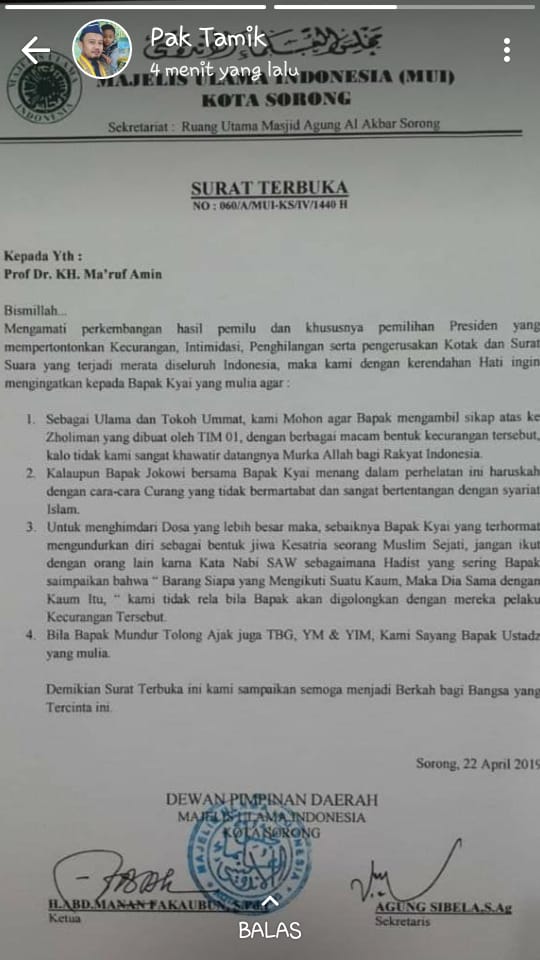 Pak Tamik
4 menit yang lalu
MAJELIS ULAMA INDONESIA (MUI)
KOTA SORONG
Sekretariat : Ruang Utama Masjid Agung Al Akbar Sorong
SURAT TERBUKA
NO : 060/A/MUI-KS/IV/1440 H
Kepada Yth :
Prof Dr. KH. Ma'ruf Amin
Bismillah...
Mengamati perkembangan hasil pemilu dan khususnya pemilihan Presiden yang
mempertontonkan Kecurangan, Intimidasi, Penghilangan serta pengerusakan Kotak dan Surat
Suara yang terjadi merata diseluruh Indonesia, maka kami dengan kerendahan Hati ingin
mengingatkan kepada Bapak Kyai yang mulia agar :
1. Sebagai Ulama dan Tokoh Ummat, kami Mohon agar Bapak mengambil sikap atas ke
Zholiman yang dibuat oleh TIM 01, dengan berbagai macam bentuk kecurangan tersebut,
kalo tidak kami sangat khawatir datangnya Murka Allah bagi Rakyat Indonesia.
2. Kalaupun Bapak Jokowi bersama Bapak Kyai menang dalam perhelatan ini haruskah
dengan cara-cara Curang yang tidak bermartabat dan sangat bertentangan dengan syariat
Islam.
3. Untuk menghimdari Dosa yang lebih besar maka, sebaiknya Bapak Kyai yang terhormat
mengundurkan diri sebagai bentuk jiwa Kesatria seorang Muslim Sejati, jangan ikut
dengan orang lain karna Kata Nabi SAW sebagaimana Hadist yang sering Bapak
saimpaikan bahwa " Barang Siapa yang Mengikuti Suatu Kaum, Maka Dia Sama dengan
Kaum Itu, " kami tidak rela bila Bapak akan digolongkan dengan mereka pelaku
Kecurangan Tersebut.
4. Bila Bapak Mundur Tolong Ajak juga TBG, YM & YIM, Kami Sayang Bapak Ustadz
yang mulia.
Demikian Surat Terbuka ini kami sampaikan semoga menjadi Berkah bagi Bangsa yang
Tercinta ini.
Sorong, 22 April 2019
DEWAN PIMPINAN DAERAH
MAJELIS ULAMA INDONESIA
KOTA SORONG
H.ABD.MANAN FAKAUBUN, S.Pd.I
Ketua
AGUNG SIBELA,S.Ag
Sekretaris
BALAS